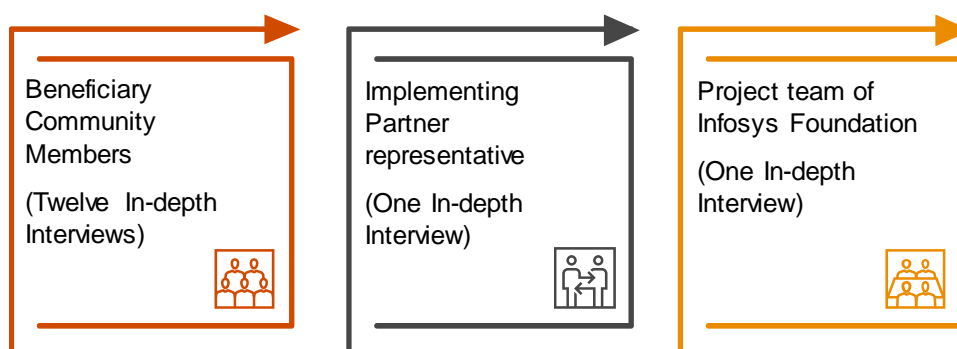 Beneficiary
Community
Members
(Twelve In-depth
Interviews)
Implementing
Partner
representative
(One In-depth
Interview)
Project team of
Infosys Foundation
(One In-depth
Interview)